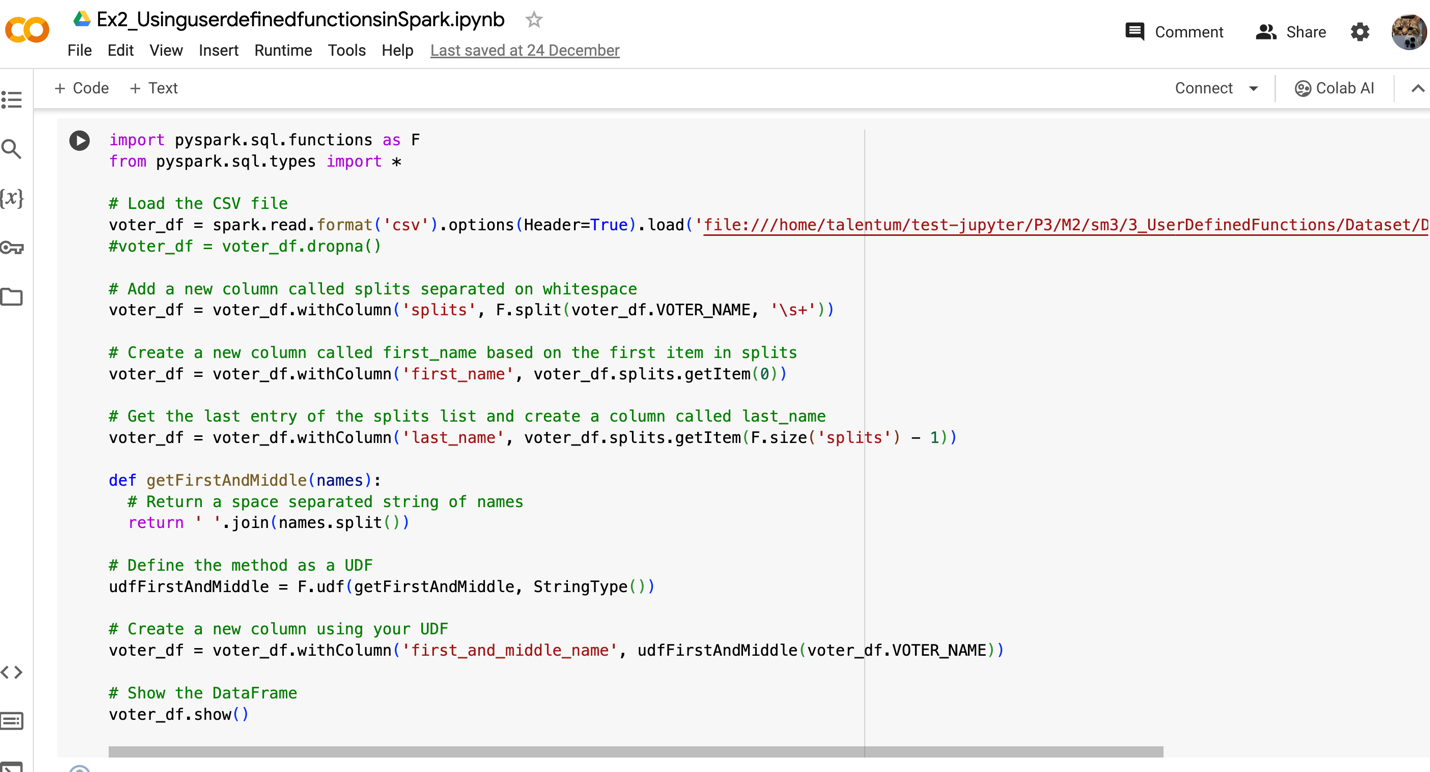 Ex2_UsinguserdefinedfunctionsinSpark.ipynb
File Edit View Insert Runtime Tools Help Last saved at 24 December
Comment
Share
+ Code + Text
Connect
Colab AI
{x}
import pyspark.sql.functions as F
from pyspark.sql.types import *
# Load the CSV file
voter_df = spark.read.format('csv').options(Header=True).load('file:///home/talentum/test-jupyter/P3/M2/sm3/3_UserDefinedFunctions/Dataset/D
#voter_df = voter_df.dropna()
# Add a new column called splits separated on whitespace
voter_df = voter_df.withColumn('splits', F.split(voter_df.VOTER_NAME, '\s+'))
# Create a new column called first_name based on the first item in splits
voter_df = voter_df.withColumn('first_name', voter_df.splits.getItem(0))
# Get the last entry of the splits list and create a column called last_name
voter_df = voter_df.withColumn('last_name', voter_df.splits.getItem(F.size('splits') - 1))
def getFirstAndMiddle(names):
  # Return a space separated string of names
  return ' '.join(names.split())
# Define the method as a UDF
udfFirstAndMiddle = F.udf(getFirstAndMiddle, StringType())
# Create a new column using your UDF
voter_df = voter_df.withColumn('first_and_middle_name', udfFirstAndMiddle(voter_df.VOTER_NAME))
# Show the DataFrame
voter_df.show()